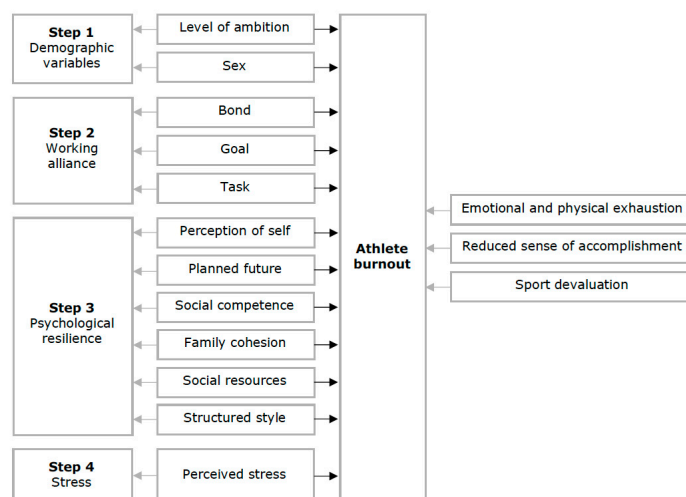 Step 1
Demographic
variables
Level of ambition
Sex
Step 2
Working
alliance
Bond
Goal
Task
Step 3
Psychological
resilience
Perception of self
Planned future
Social competence
Family cohesion
Social resources
Structured style
Step 4
Stress
Perceived stress
Athlete
burnout
Emotional and physical exhaustion
Reduced sense of accomplishment
Sport devaluation